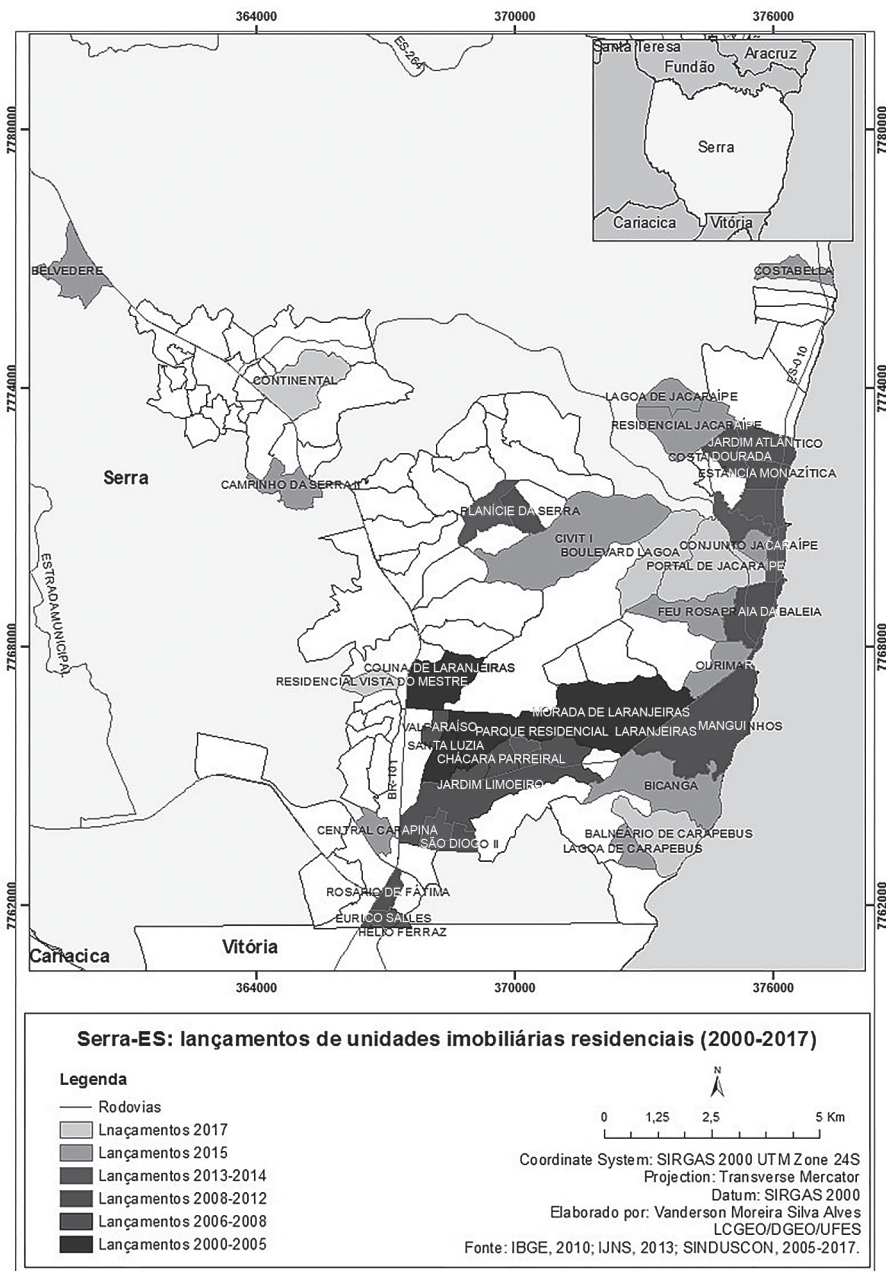 364000
370000
376000
7780000
7774000
7768000
7762000
7780000
7774000
7768000
7762000
ES-264
Santa Teresa
Aracruz
Fundão
Serra
Cariacica
Vitória
BELVEDERE
COSTABELLA
ES-010
CONTINENTAL
LAGOA DE JACARAÍPE
RESIDENCIAL JACARAÍPE
JARDIM ATLÂNTICO
COSTA DOURADA
ESTÂNCIA MONAZÍTICA
Serra
CAMPINHO DA SERRA II
PLANÍCIE DA SERRA
CIVIT I
BOULEVARD LAGOA
CONJUNTO JACARAÍPE
PORTAL DE JACARAÍPE
ESTRADA MUNICIPAL
FEU ROSA
PRAIA DA BALEIA
OURIMAR
COLINA DE LARANJEIRAS
RESIDENCIAL VISTA DO MESTRE
MORADA DE LARANJEIRAS
VALPARAÍSO
PARQUE RESIDENCIAL LARANJEIRAS
MANGUINHOS
SANTA LUZIA
CHÁCARA PARREIRAL
BR-101
JARDIM LIMOEIRO
BICANGA
CENTRAL CARAPINA
SÃO DIOGO II
BALNEÁRIO DE CARAPEBUS
LAGOA DE CARAPEBUS
ROSÁRIO DE FÁTIMA
EURICO SALLES
HÉLIO FERRAZ
Cariacica
Vitória
364000
370000
376000
Serra-ES: lançamentos de unidades imobiliárias residenciais (2000-2017)
Legenda
Rodovias
Lnaçamentos 2017
Lançamentos 2015
Lançamentos 2013-2014
Lançamentos 2008-2012
Lançamentos 2006-2008
Lançamentos 2000-2005
N
0 1,25 2,5 5 Km
Coordinate System: SIRGAS 2000 UTM Zone 24S
Projection: Transverse Mercator
Datum: SIRGAS 2000
Elaborado por: Vanderson Moreira Silva Alves
LCGEO/DGEO/UFES
Fonte: IBGE, 2010; IJNS, 2013; SINDUSCON, 2005-2017.